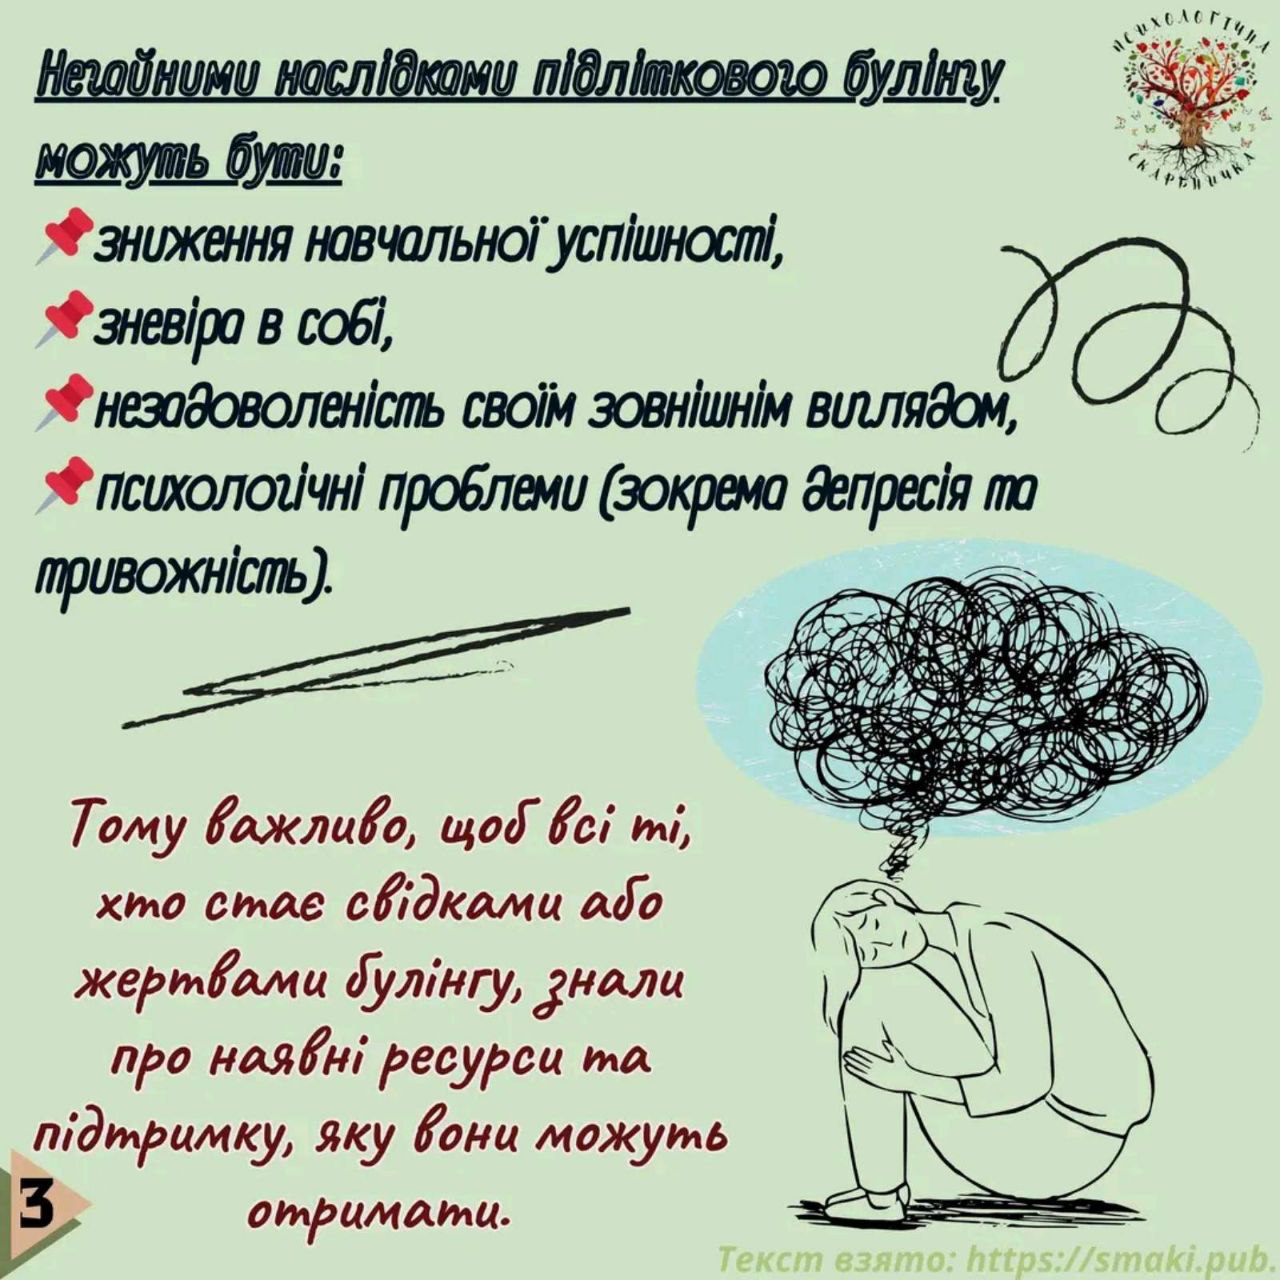 ПСИХОЛОГІЧНА
СКАРБНИЧКА
Негайними наслідками підліткового булінгу
можуть бути:
зниження навчальної успішності,
зневіра в собі,
незадоволеність своїм зовнішнім виглядом,
психологічні проблеми (зокрема депресія та
тривожність).
Тому важливо, щоб всі ті,
хто стає свідками або
жертвами булінгу, знали
про наявні ресурси та
підтримку, яку вони можуть
отримати.
3
Текст взято: https://smaki.pub.